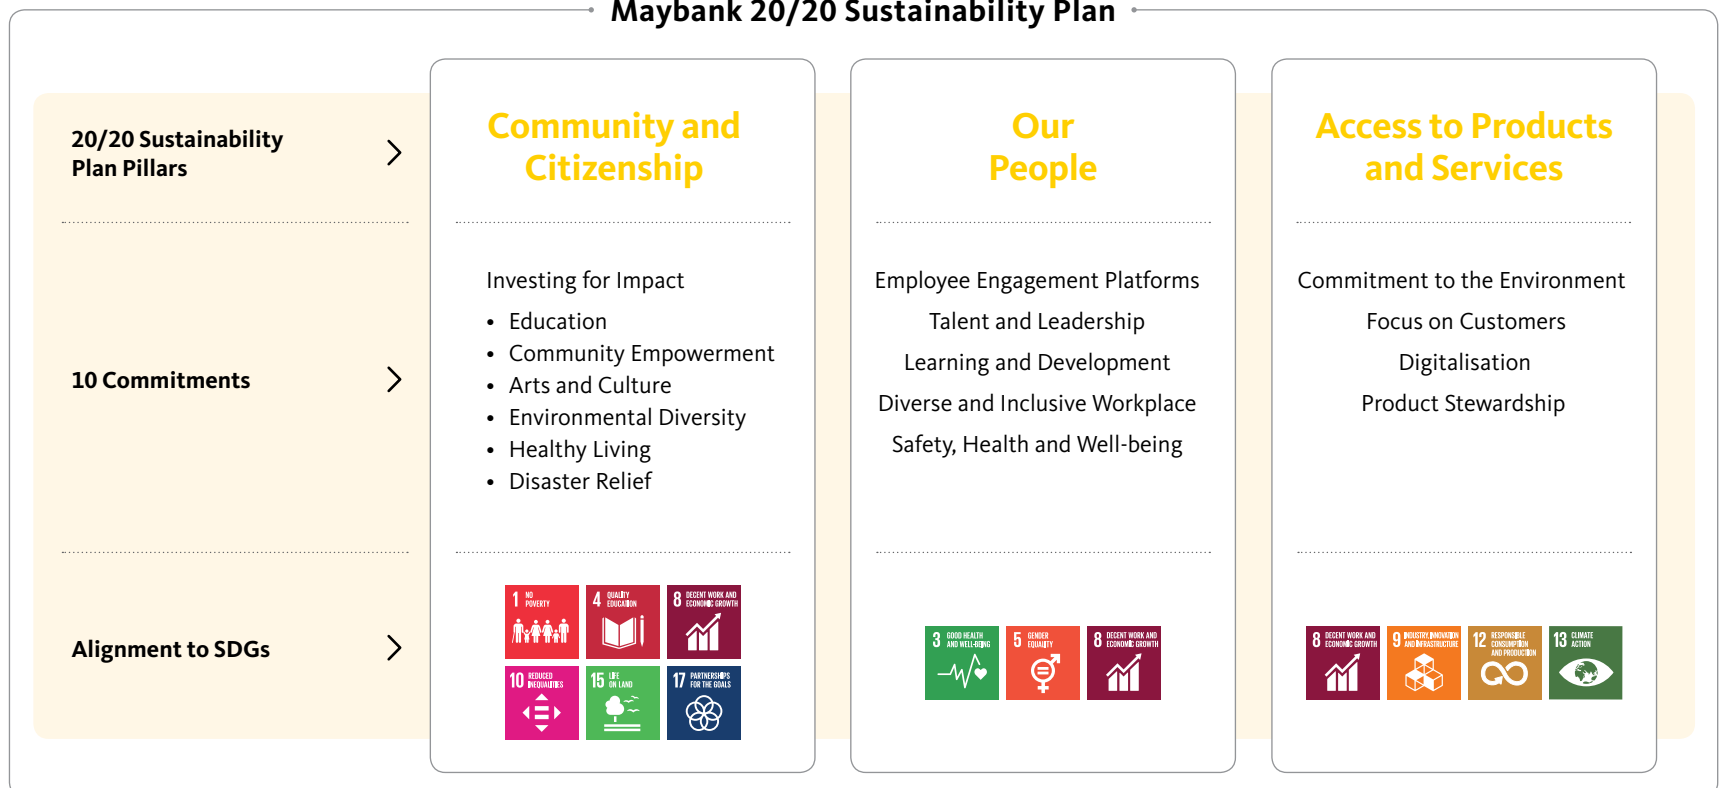 Maybank 20/20 Sustainability Plan
20/20 Sustainability
Plan Pillars
Community and
Citizenship
Our
People
Access to Products
and Services
10 Commitments
Investing for Impact
• Education
• Community Empowerment
• Arts and Culture
• Environmental Diversity
• Healthy Living
• Disaster Relief
Employee Engagement Platforms
Talent and Leadership
Learning and Development
Diverse and Inclusive Workplace
Safety, Health and Well-being
Commitment to the Environment
Focus on Customers
Digitalisation
Product Stewardship
Alignment to SDGs
1 NO
POVERTY
4 QUALITY
EDUCATION
8 DECENT WORK AND
ECONOMIC GROWTH
10 REDUCED
INEQUALITIES
15 LIFE
ON LAND
17 PARTNERSHIPS
FOR THE GOALS
3 GOOD HEALTH
AND WELL-BEING
5 GENDER
EQUALITY
8 DECENT WORK AND
ECONOMIC GROWTH
8 DECENT WORK AND
ECONOMIC GROWTH
9 INDUSTRY, INNOVATION
AND INFRASTRUCTURE
12 RESPONSIBLE
CONSUMPTION
AND PRODUCTION
13 CLIMATE
ACTION